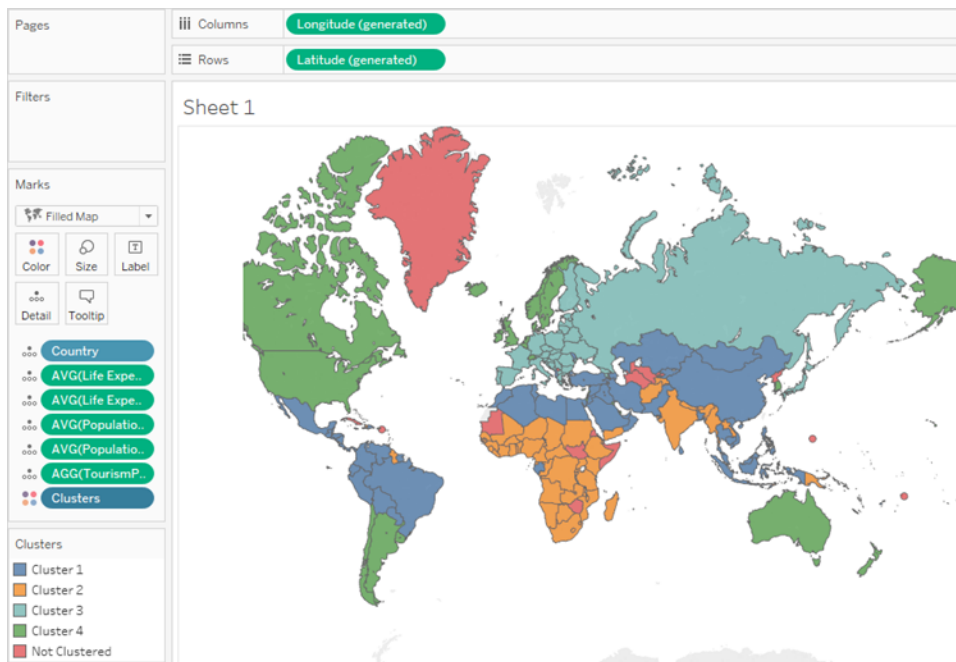 Pages
Columns
Longitude (generated)
Rows
Latitude (generated)
Filters
Sheet 1
Marks
Filled Map
Color
Size
T
Label
Detail
Tooltip
Country
AVG(Life Expe..
AVG(Life Expe..
AVG(Populatio..
AVG(Populatio..
AGG(TourismP..
Clusters
Clusters
Cluster 1
Cluster 2
Cluster 3
Cluster 4
Not Clustered